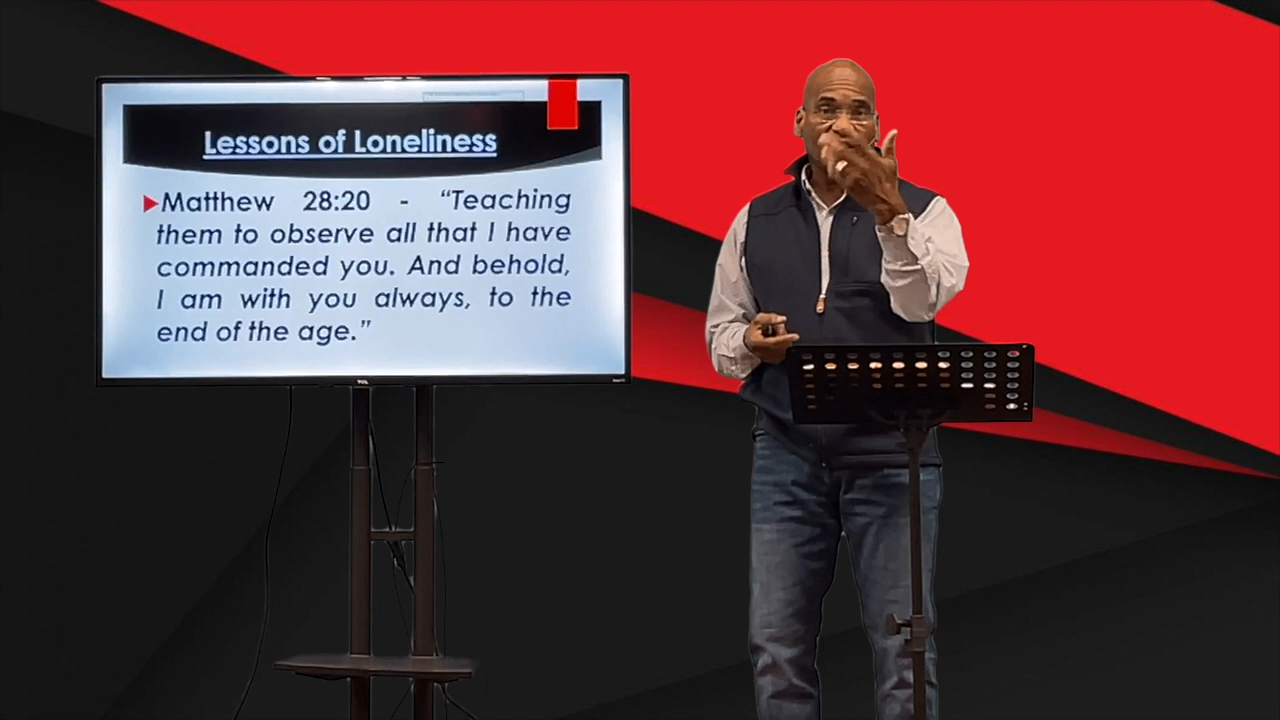 Lessons of Loneliness
Matthew 28:20 - “Teaching
them to observe all that I have
commanded you. And behold,
I am with you always, to the
end of the age.”
TCL